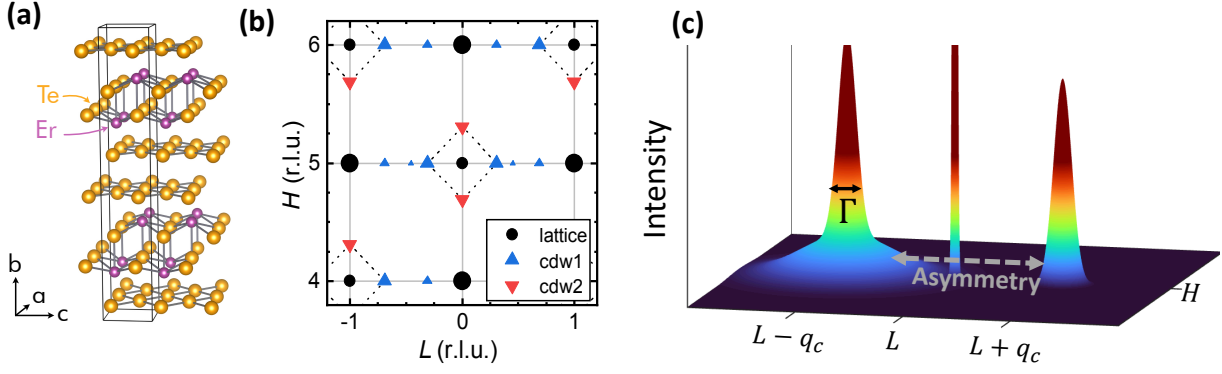 (a)
Te
Er
b
a
c
(b)
6
5
4
H (r.l.u.)
-1
0
1
L (r.l.u.)
lattice
cdw1
cdw2
(c)
Intensity
Γ
Asymmetry
H
L − q_c
L
L + q_c